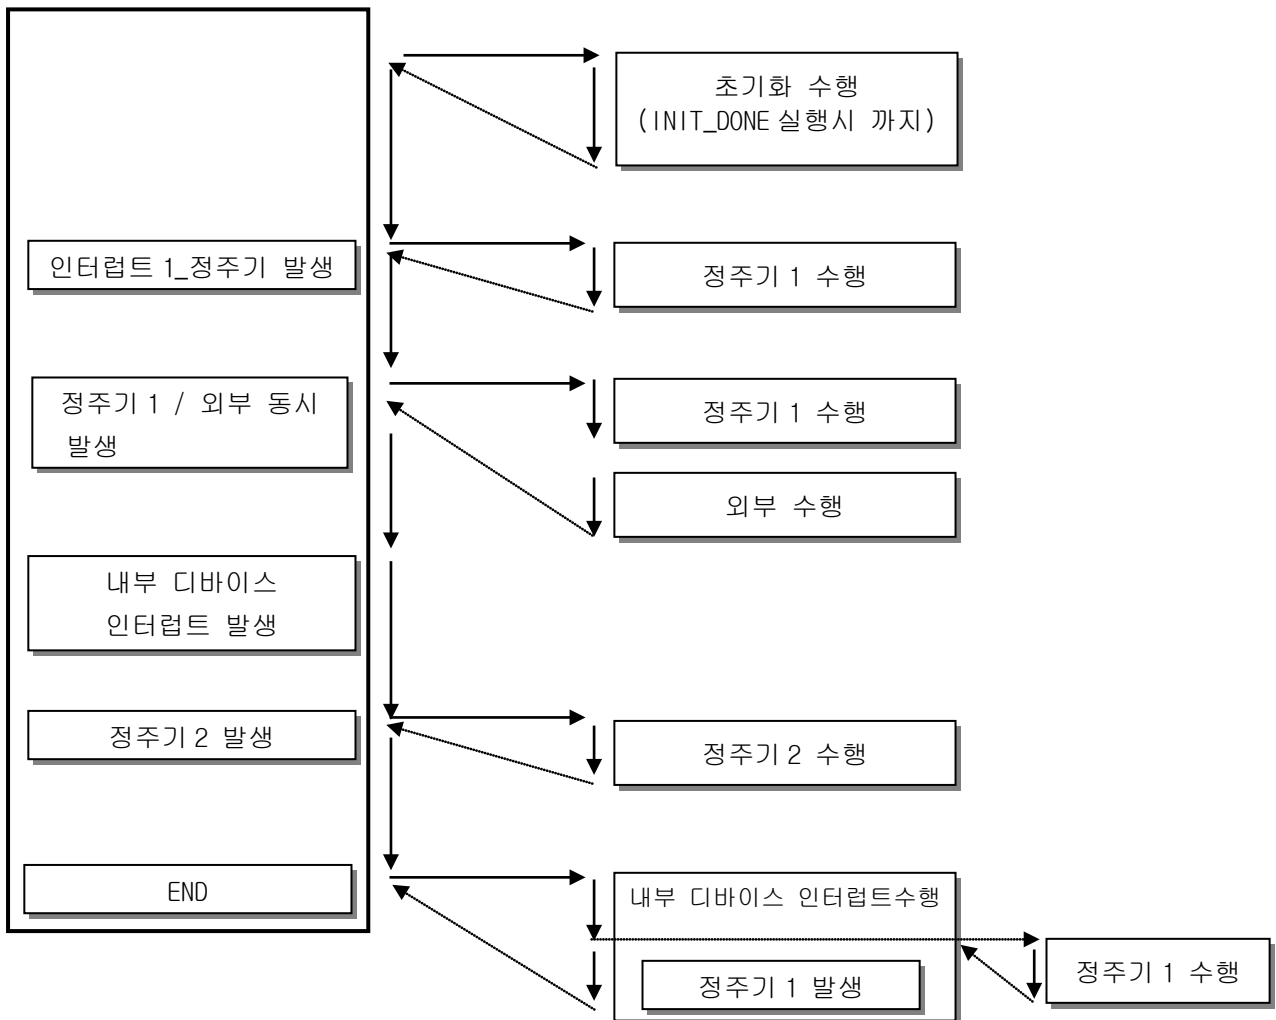 초기화 수행
(INIT_DONE 실행시 까지)
인터럽트 1_정주기 발생
정주기 1 수행
정주기 1 / 외부 동시
발생
정주기 1 수행
외부 수행
내부 디바이스
인터럽트 발생
정주기 2 발생
정주기 2 수행
END
내부 디바이스 인터럽트수행
정주기 1 발생
정주기 1 수행